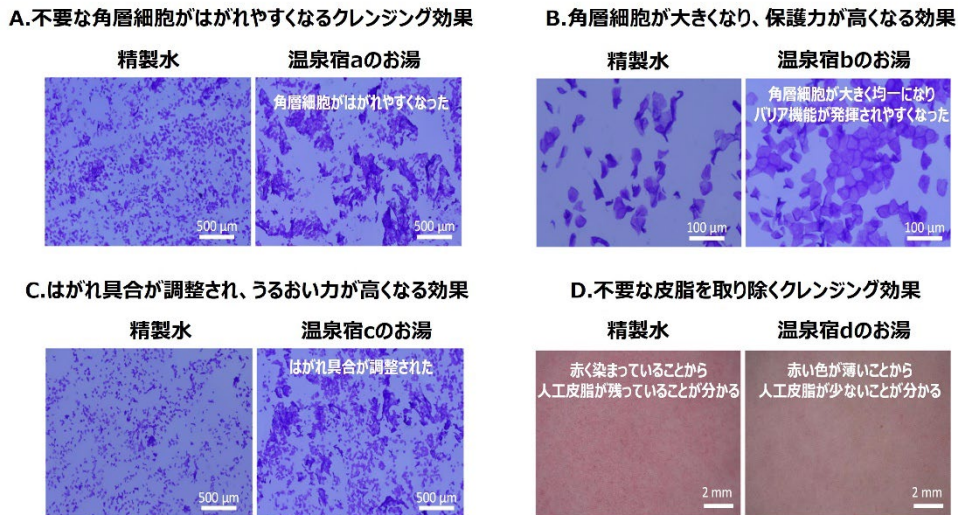 A.不要な角層細胞がはがれやすくなるクレンジング効果
精製水
温泉宿aのお湯
角層細胞がはがれやすくなった
500 μm
500 μm
B.角層細胞が大きくなり、保護力が高くなる効果
精製水
温泉宿bのお湯
角層細胞が大きく均一になり
バリア機能が発揮されやすくなった
100 μm
100 μm
C.はがれ具合が調整され、うるおい力が高くなる効果
精製水
温泉宿cのお湯
はがれ具合が調整された
500 μm
500 μm
D.不要な皮脂を取り除くクレンジング効果
精製水
温泉宿dのお湯
赤く染まっていることから
人工皮脂が残っていることが分かる
赤い色が薄いことから
人工皮脂が少ないことが分かる
2 mm
2 mm